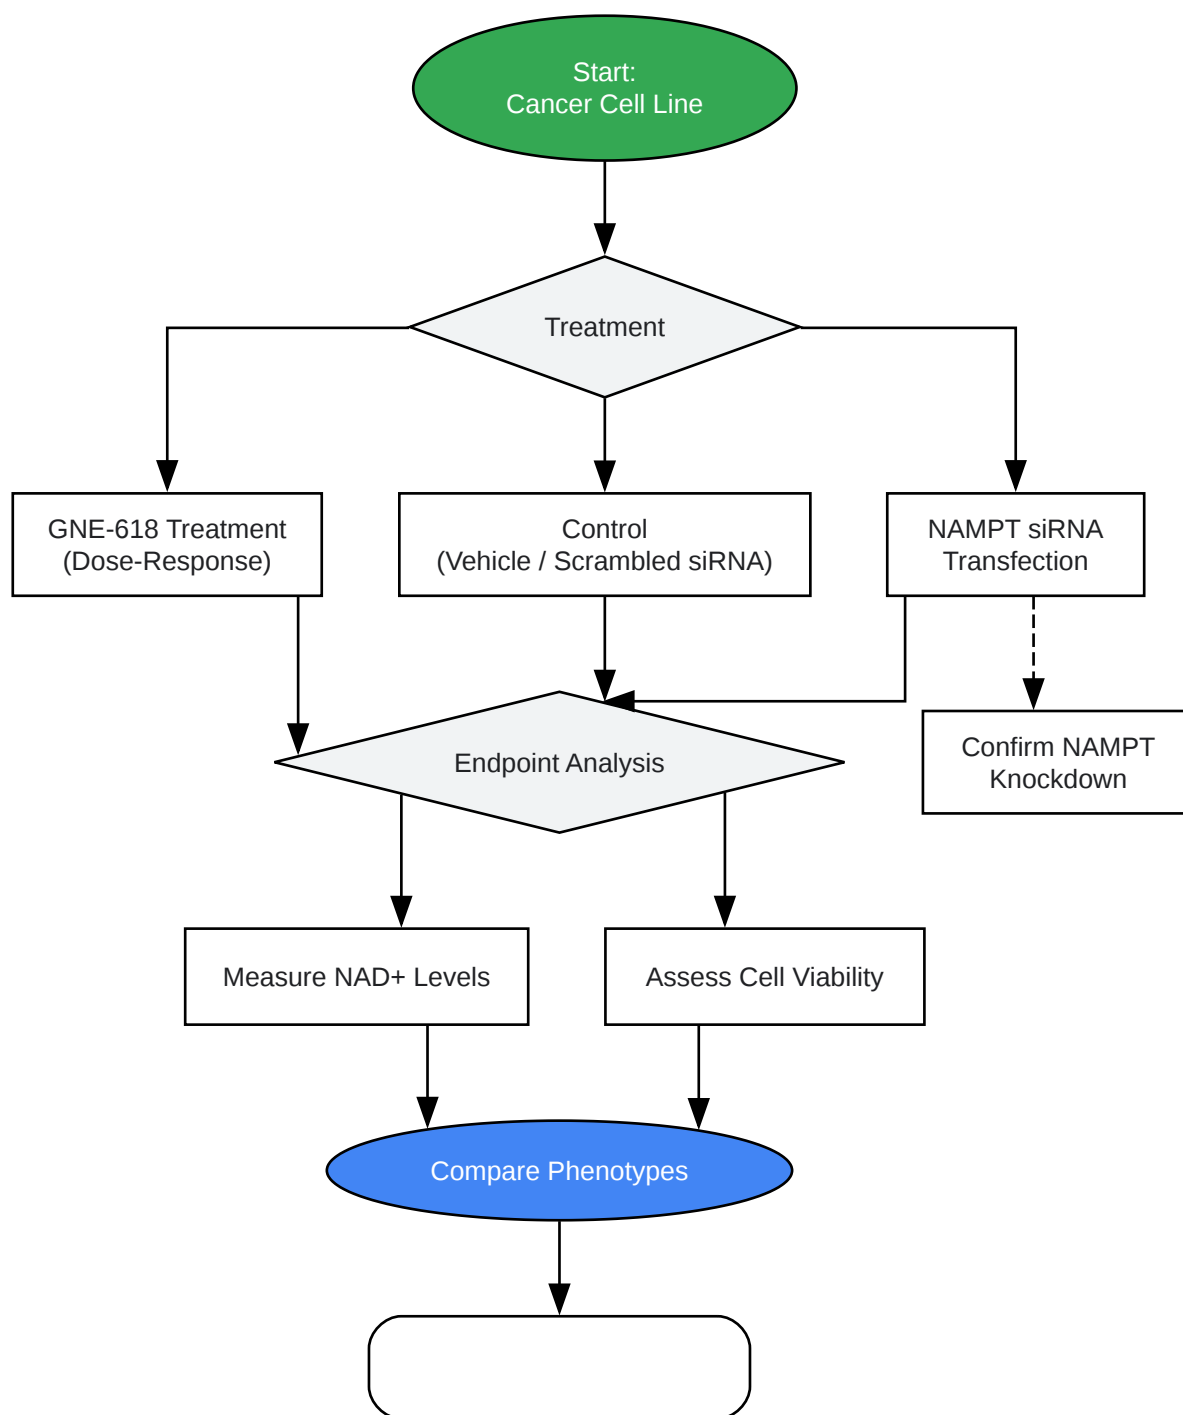 Start:
Cancer Cell Line
Treatment
GNE-618 Treatment
(Dose-Response)
Control
(Vehicle / Scrambled siRNA)
NAMPT siRNA
Transfection
Confirm NAMPT
Knockdown
Endpoint Analysis
Measure NAD+ Levels
Assess Cell Viability
Compare Phenotypes